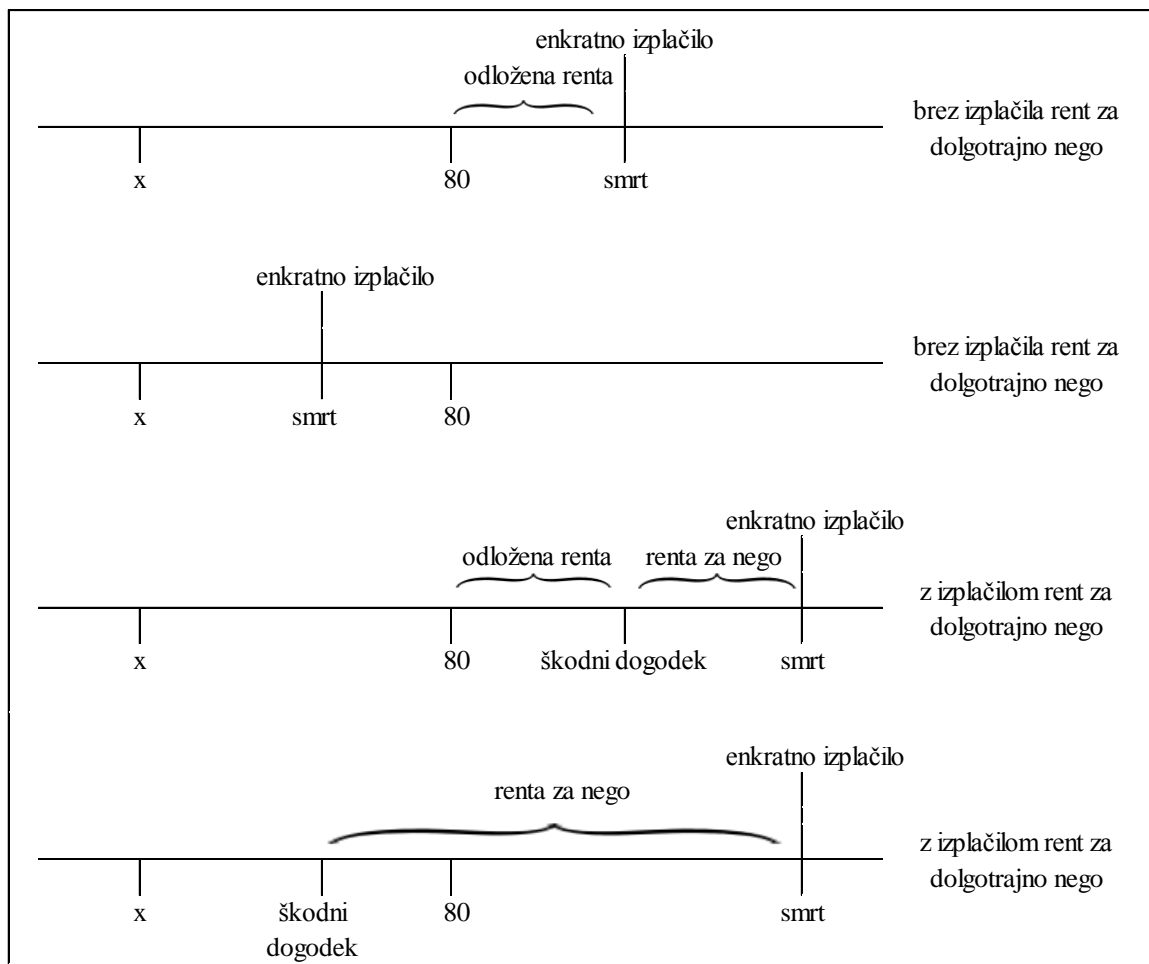 enkratno izplačilo
odložena renta
brez izplačila rent za
dolgotrajno nego
x
80
smrt
enkratno izplačilo
brez izplačila rent za
dolgotrajno nego
x
smrt
80
enkratno izplačilo
odložena renta
renta za nego
z izplačilom rent za
dolgotrajno nego
x
80
škodni dogodek
smrt
enkratno izplačilo
renta za nego
z izplačilom rent za
dolgotrajno nego
x
škodni
dogodek
80
smrt